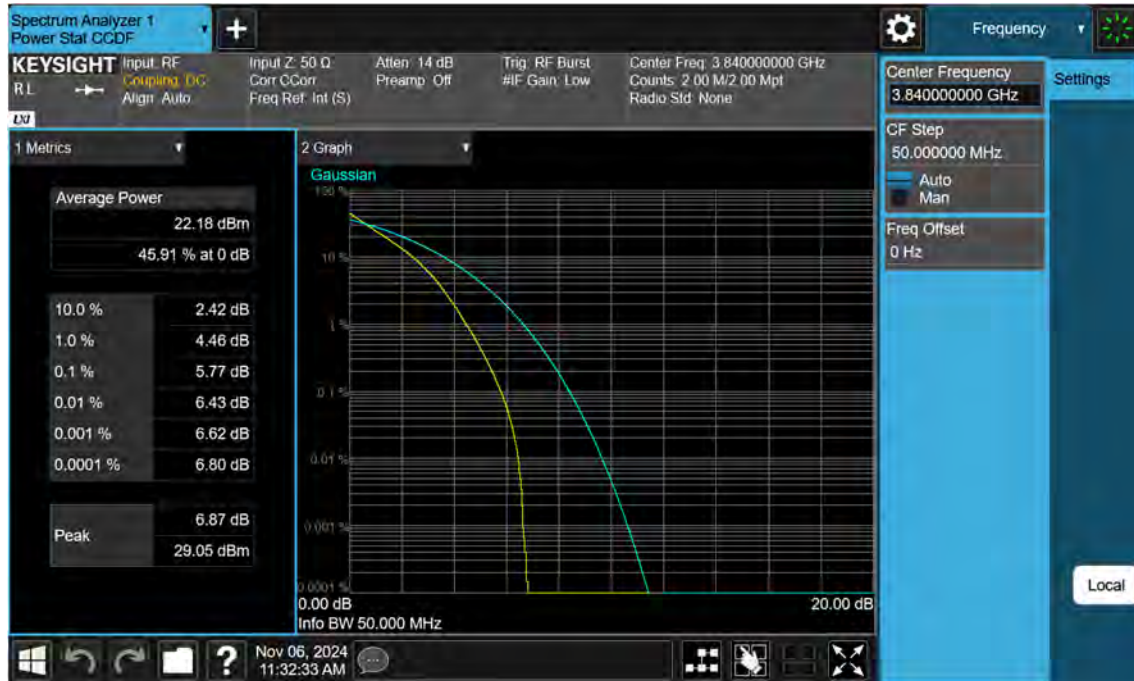 Spectrum Analyzer 1
Power Stat CCDF
Frequency
KEYSIGHT
RL
LXI
Input: RF
Coupling: DC
Align: Auto
Input Z: 50 Ω
Corr CCorr
Freq Ref: Int (S)
Atten: 14 dB
Preamp: Off
Trig: RF Burst
#IF Gain: Low
Center Freq: 3.840000000 GHz
Counts: 2.00 M/2.00 Mpt
Radio Std: None
1 Metrics
Average Power
22.18 dBm
45.91 % at 0 dB
10.0 % 2.42 dB
1.0 % 4.46 dB
0.1 % 5.77 dB
0.01 % 6.43 dB
0.001 % 6.62 dB
0.0001 % 6.80 dB
Peak
6.87 dB
29.05 dBm
2 Graph
Gaussian
100 %
10 %
1 %
0.1 %
0.01 %
0.001 %
0.0001 %
0.00 dB 20.00 dB
Info BW 50.000 MHz
Center Frequency
3.840000000 GHz
CF Step
50.000000 MHz
Auto
Man
Freq Offset
0 Hz
Settings
Local
?
Nov 06, 2024
11:32:33 AM